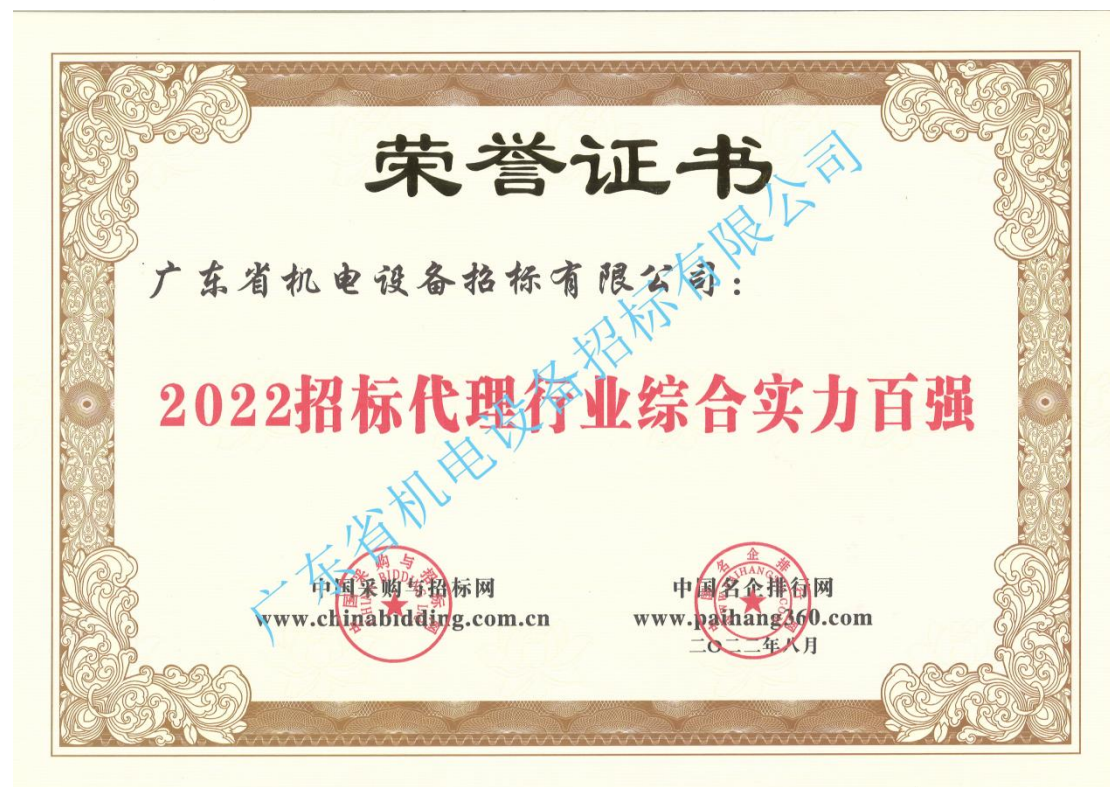 荣誉证书
广东省机电设备招标有限公司：
2022招标代理行业综合实力百强
广东省机电设备招标有限公司
中国采购与招标网
www.chinabidding.com.cn
中国名企排行网
www.paihang360.com
二〇二二年八月